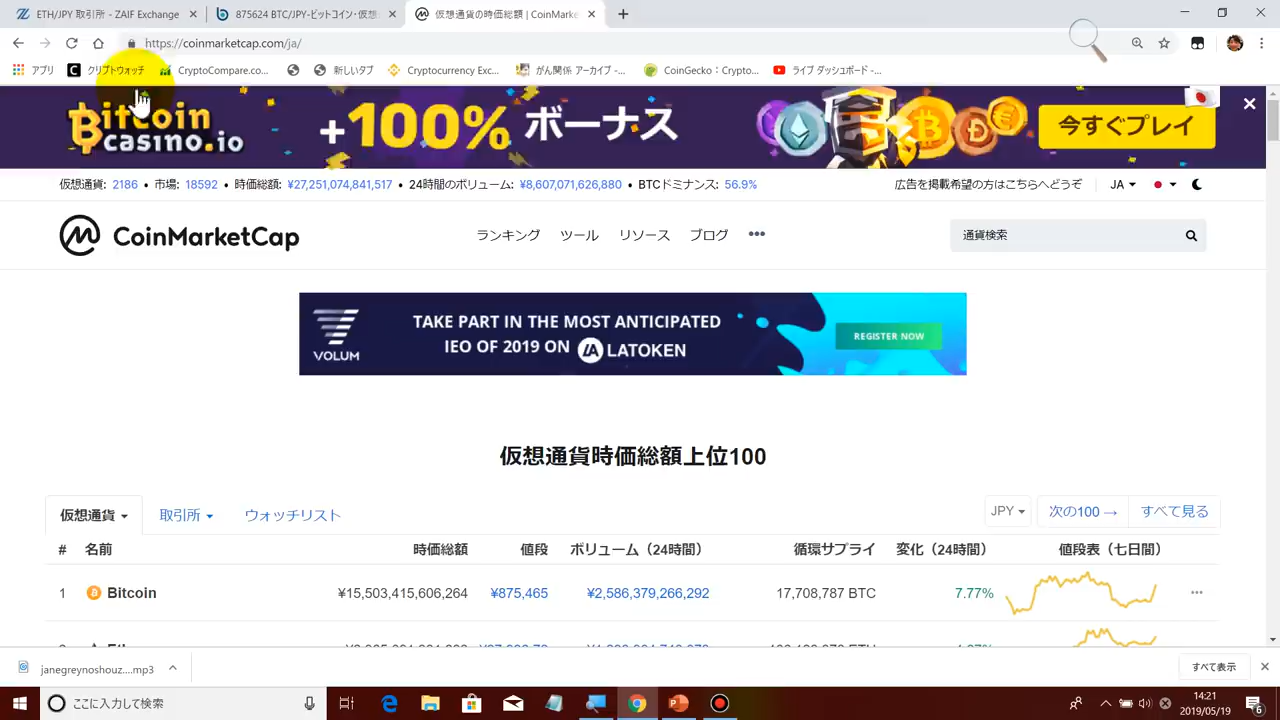 ETH/JPY 取引所 - ZAIF Exchange
875624 BTC/JPY-ビットコイン・仮想
仮想通貨の時価総額 | CoinMarke
https://coinmarketcap.com/ja/
アプリ クリプトウォッチ CryptoCompare.co... 新しいタブ Cryptocurrency Exc... がん関係 アーカイブ -... CoinGecko：Crypto... ライブ ダッシュボード -...
bitcoin
casino.io
+100% ボーナス
今すぐプレイ
仮想通貨: 2186 • 市場: 18592 • 時価総額: ¥27,251,074,841,517 • 24時間のボリューム: ¥8,607,071,626,880 • BTCドミナンス: 56.9%
広告を掲載希望の方はこちらへどうぞ JA
CoinMarketCap
ランキング ツール リソース ブログ •••
通貨検索
VOLUM
TAKE PART IN THE MOST ANTICIPATED
IEO OF 2019 ON LATOKEN
REGISTER NOW
仮想通貨時価総額上位100
仮想通貨 取引所 ウォッチリスト JPY 次の100 → すべて見る
# 名前 時価総額 値段 ボリューム（24時間） 循環サプライ 変化（24時間） 値段表（七日間）
1 Bitcoin ¥15,503,415,606,264 ¥875,465 ¥2,586,379,266,292 17,708,787 BTC 7.77%
janegreynoshouz....mp3
すべて表示
ここに入力して検索
14:21
2019/05/19
6